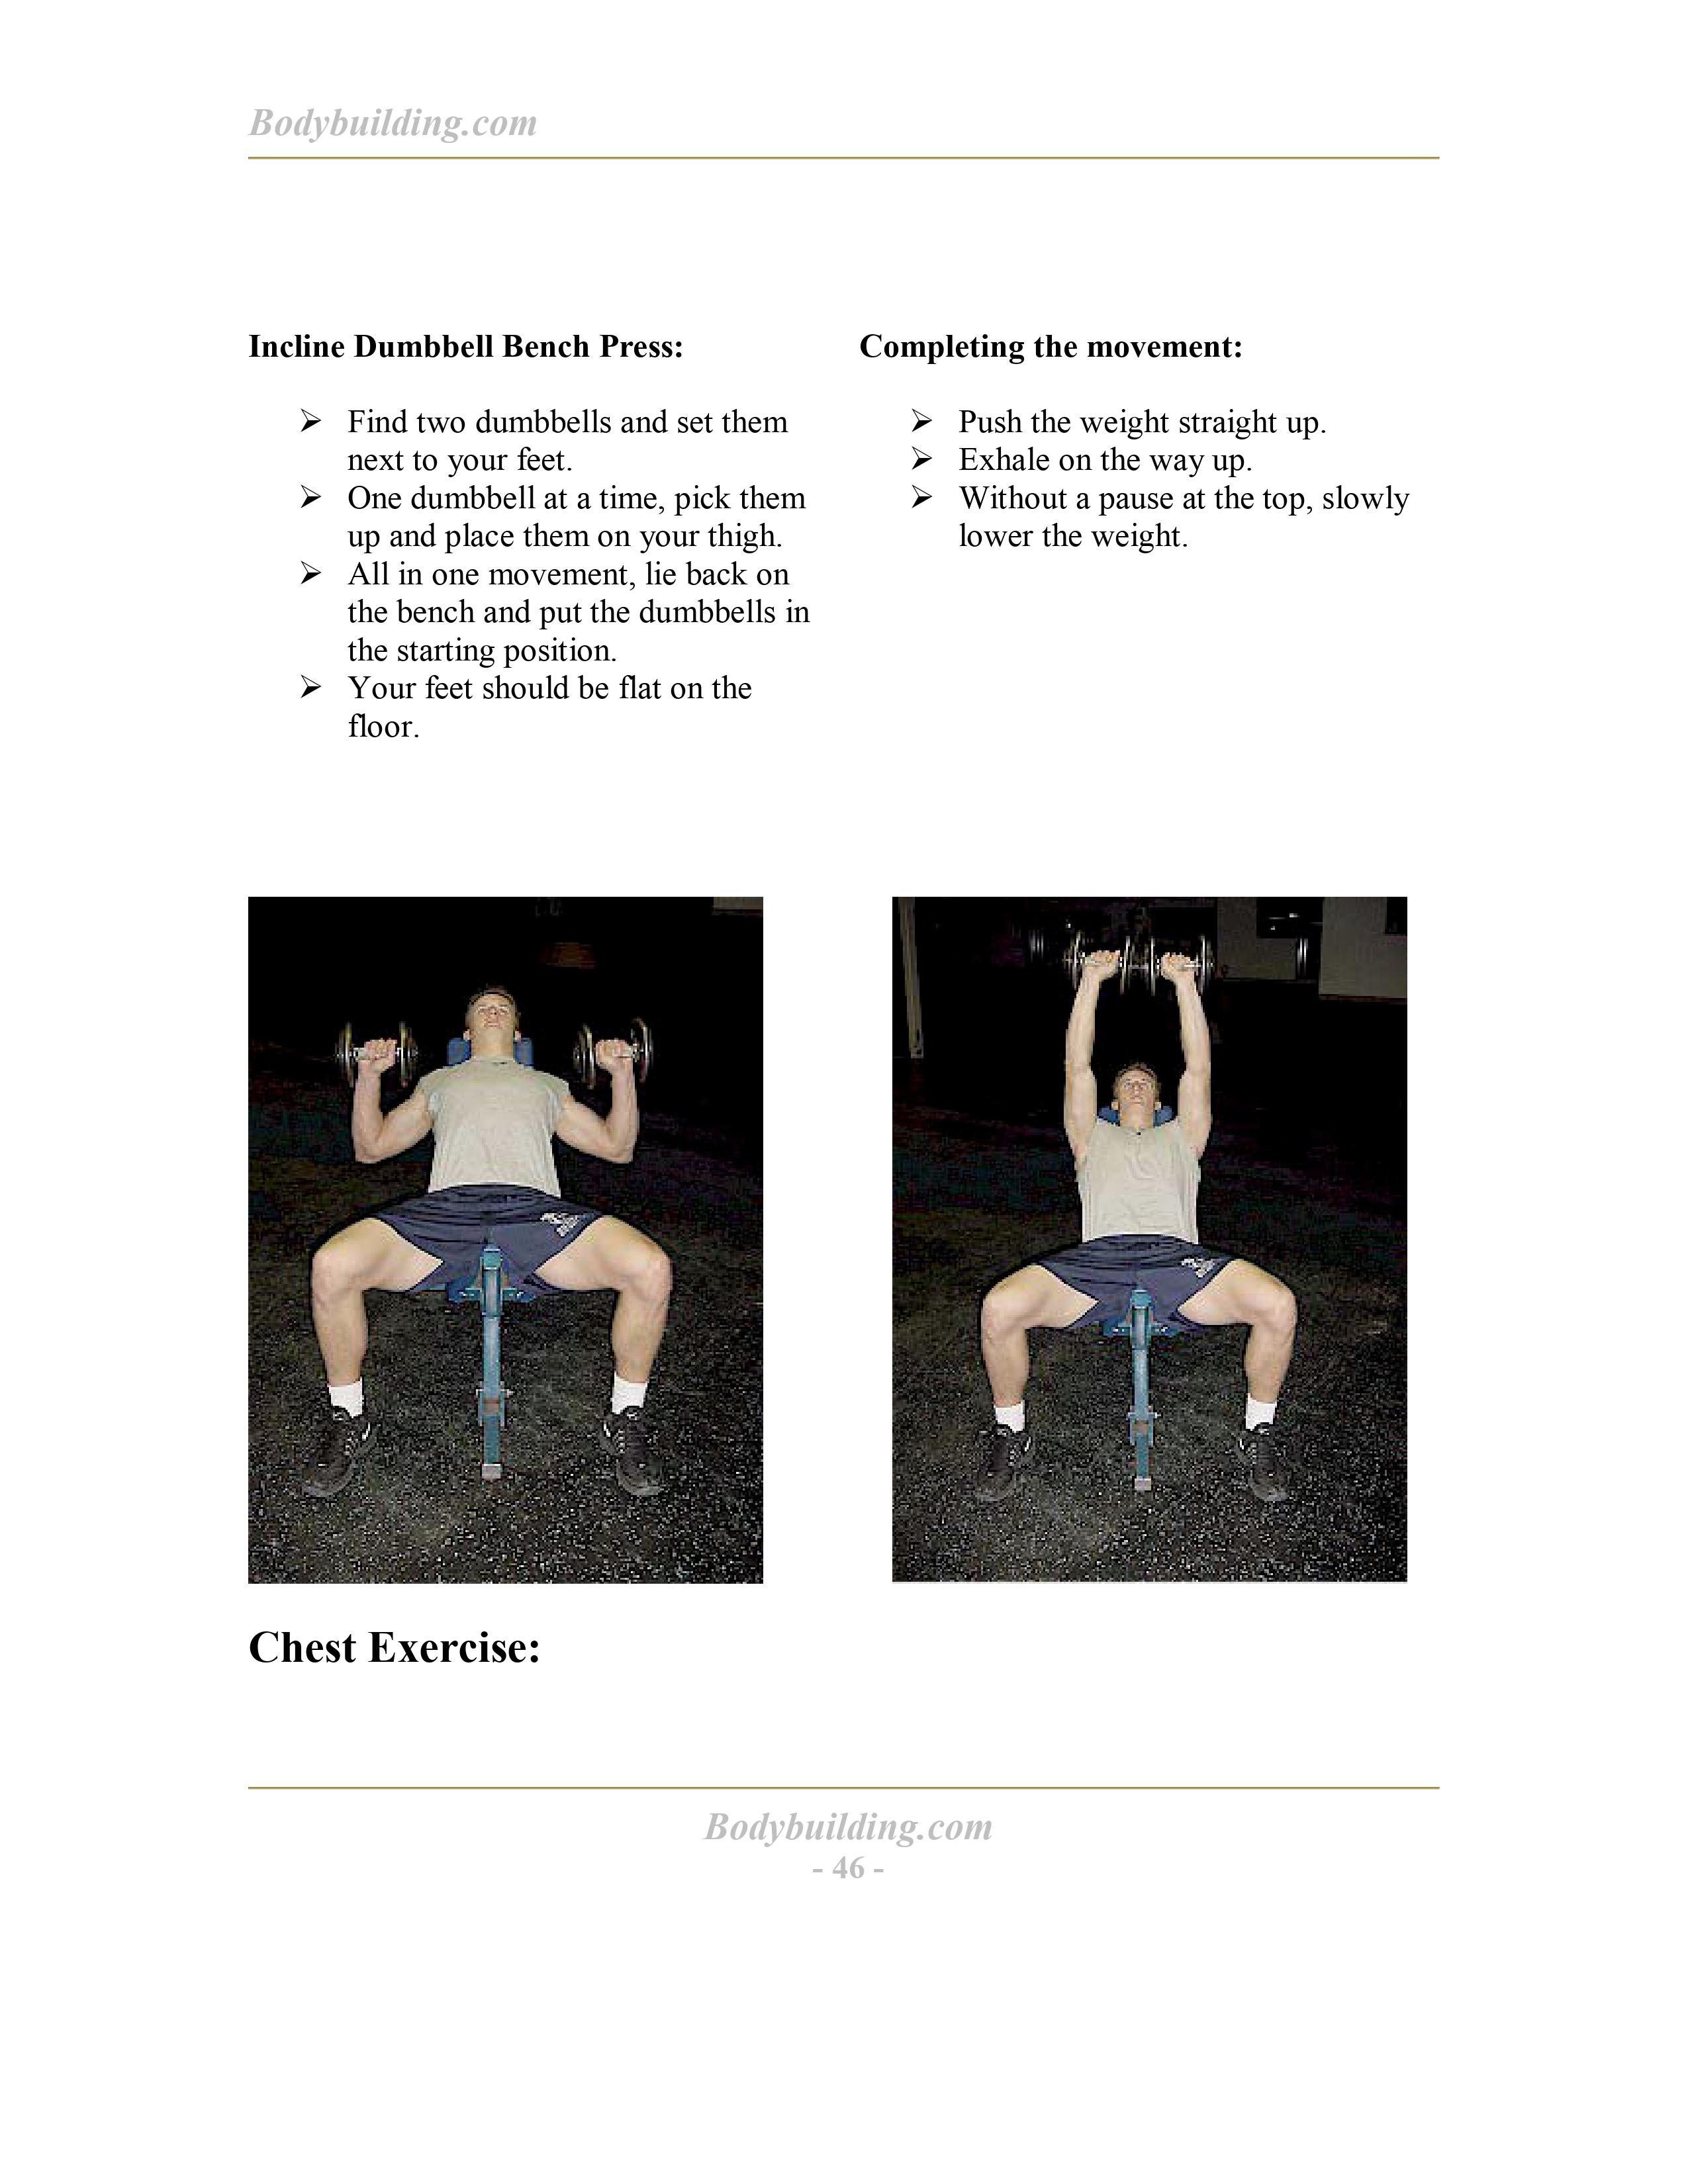 Bodybuilding.com
Incline Dumbbell Bench Press:
➢ Find two dumbbells and set them
next to your feet.
➢ One dumbbell at a time, pick them
up and place them on your thigh.
➢ All in one movement, lie back on
the bench and put the dumbbells in
the starting position.
➢ Your feet should be flat on the
floor.
Completing the movement:
➢ Push the weight straight up.
➢ Exhale on the way up.
➢ Without a pause at the top, slowly
lower the weight.
Chest Exercise:
Bodybuilding.com
- 46 -